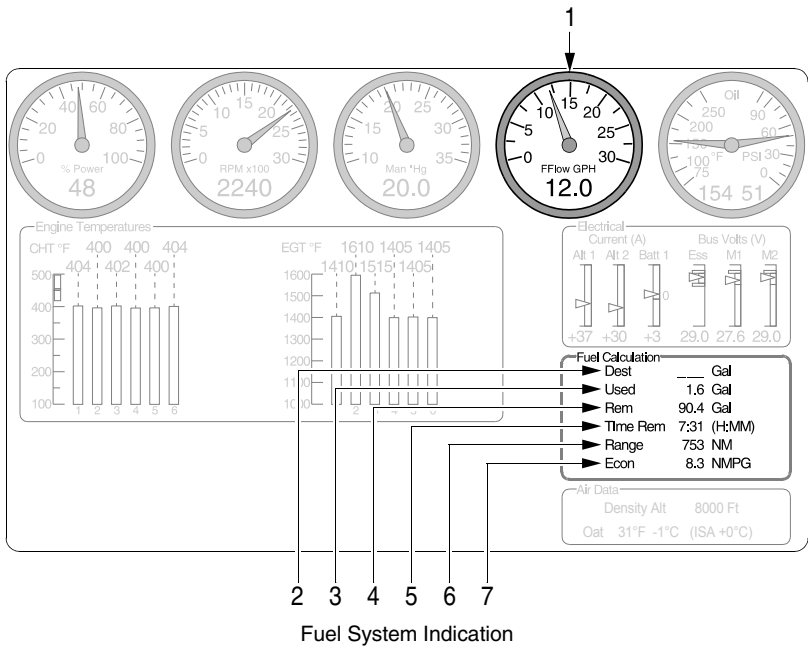 1
40 60
20 80
0 100
% Power
48
10 15 20
5 25
0 30
RPM x100
2240
20 25
15 30
10 35
Man "Hg
20.0
10 15 20
5 25
0 30
FFlow GPH
12.0
Oil
250 90
200 60
150 °F PSI 30
100 0
75
154 51
Engine Temperatures
CHT °F 400 400 404
404 402 400
500
400
300
200
100
1 2 3 4 5 6
EGT °F 1610 1405 1405
1410 1515 1405
1600
1500
1400
1300
1200
1100
1000
2 3 4 5 6
Electrical
Current (A) Bus Volts (V)
Alt 1 Alt 2 Batt 1 Ess M1 M2
0
+37 +30 +3 29.0 27.6 29.0
Fuel Calculation
Dest ___ Gal
Used 1.6 Gal
Rem 90.4 Gal
TIme Rem 7:31 (H:MM)
Range 753 NM
Econ 8.3 NMPG
Air Data
Density Alt 8000 Ft
Oat 31°F -1°C (ISA +0°C)
2 3 4 5 6 7
Fuel System Indication